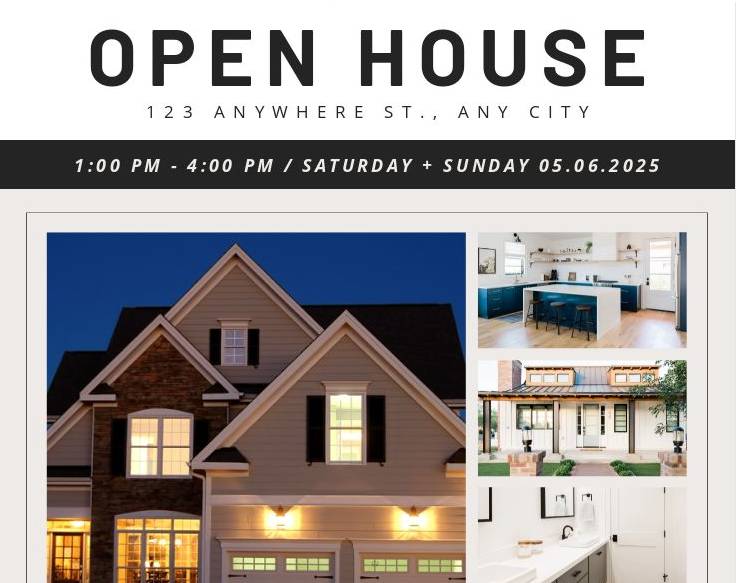 OPEN HOUSE
123 ANYWHERE ST., ANY CITY
1:00 PM - 4:00 PM / SATURDAY + SUNDAY 05.06.2025